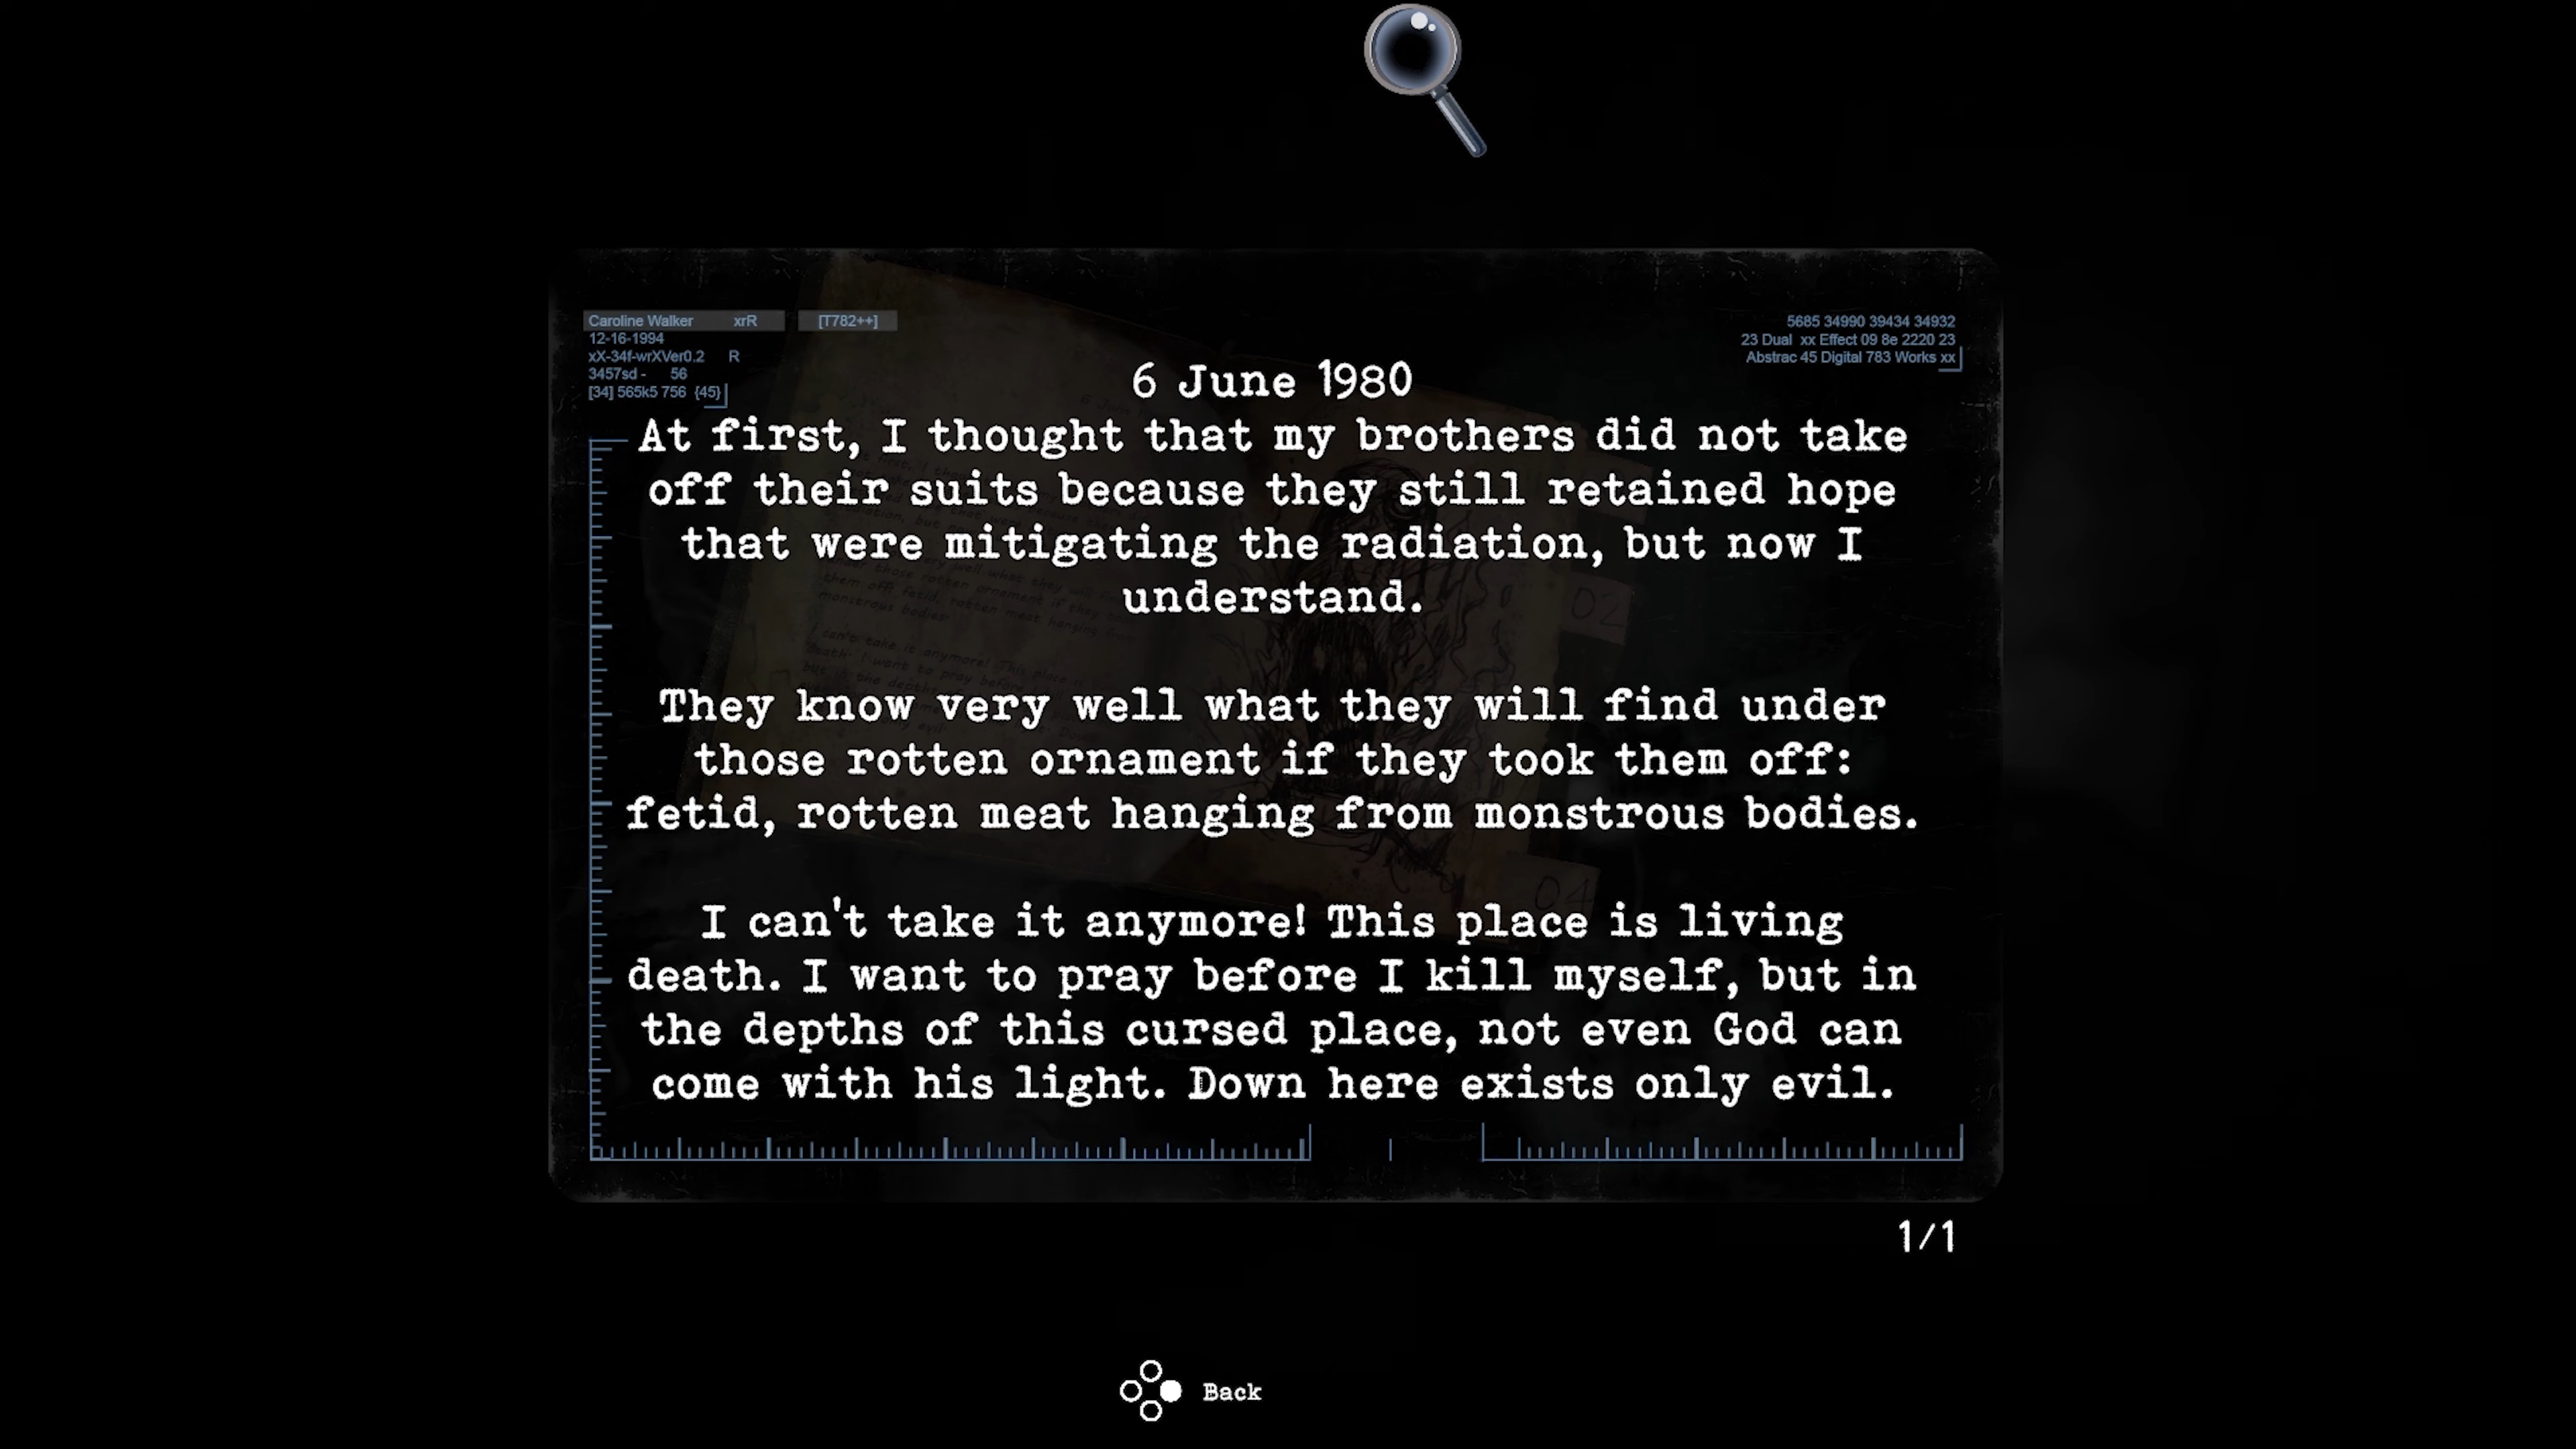 Caroline Walker xrR [T782++]
12-16-1994
xX-34f-wrXVer0.2 R
3457sd - 56
[34] 565k5 756 {45}
5685 34990 39434 34932
23 Dual xx Effect 09 8e 2220 23
Abstrac 45 Digital 783 Works xx
6 June 1980
At first, I thought that my brothers did not take
off their suits because they still retained hope
that were mitigating the radiation, but now I
understand.
They know very well what they will find under
those rotten ornament if they took them off:
fetid, rotten meat hanging from monstrous bodies.
I can't take it anymore! This place is living
death. I want to pray before I kill myself, but in
the depths of this cursed place, not even God can
come with his light. Down here exists only evil.
02
04
1/1
Back